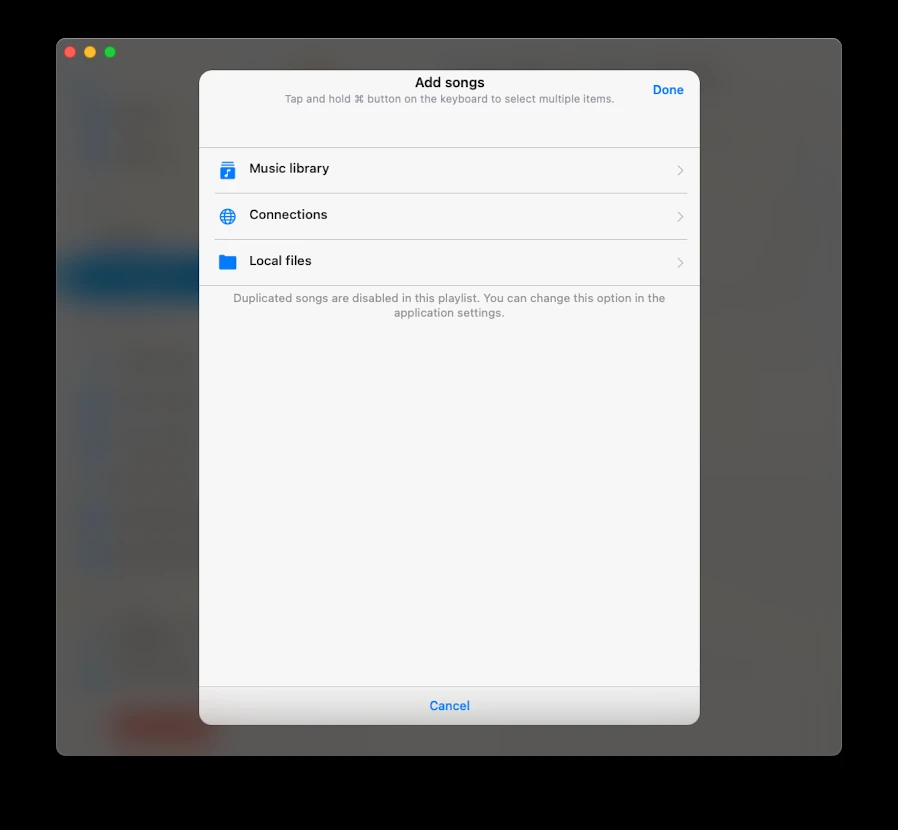 Add songs
Tap and hold ⌘ button on the keyboard to select multiple items.
Done
Music library
Connections
Local files
Duplicated songs are disabled in this playlist. You can change this option in the
application settings.
Cancel